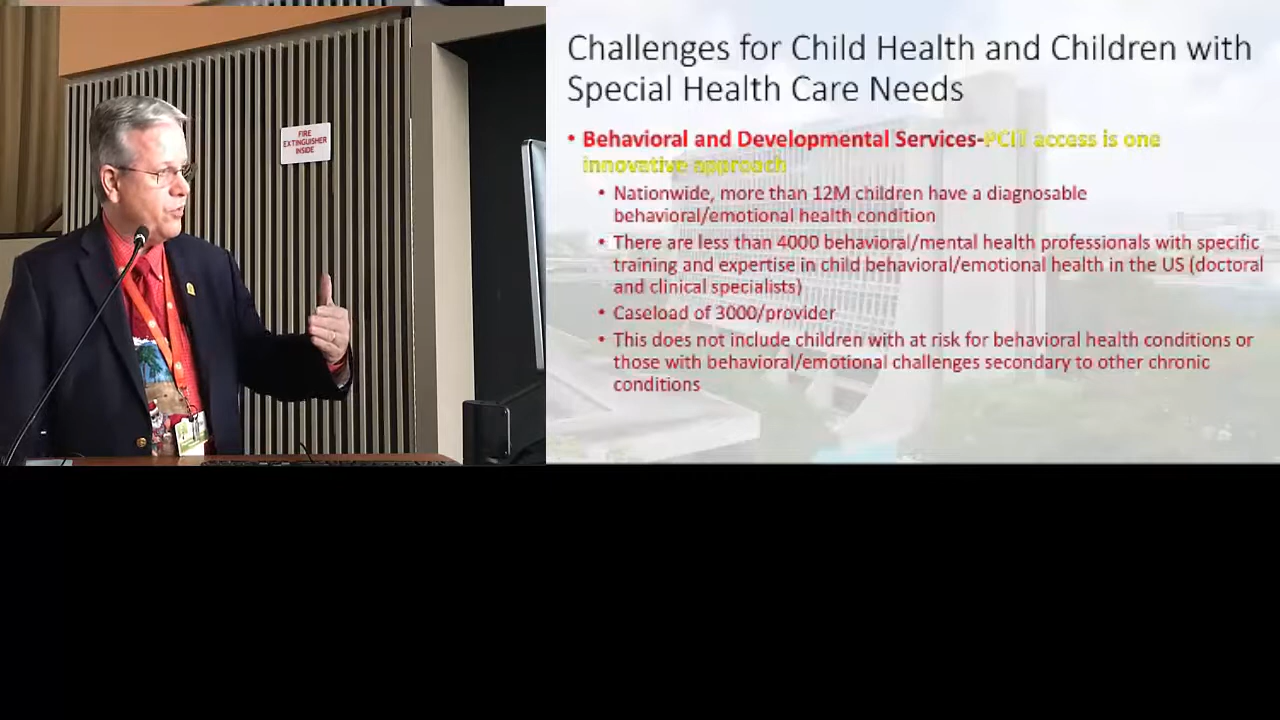 FIRE
EXTINGUISHER
INSIDE
Challenges for Child Health and Children with
Special Health Care Needs
• Behavioral and Developmental Services-PCIT access is one
innovative approach
• Nationwide, more than 12M children have a diagnosable
behavioral/emotional health condition
• There are less than 4000 behavioral/mental health professionals with specific
training and expertise in child behavioral/emotional health in the US (doctoral
and clinical specialists)
• Caseload of 3000/provider
• This does not include children with at risk for behavioral health conditions or
those with behavioral/emotional challenges secondary to other chronic
conditions